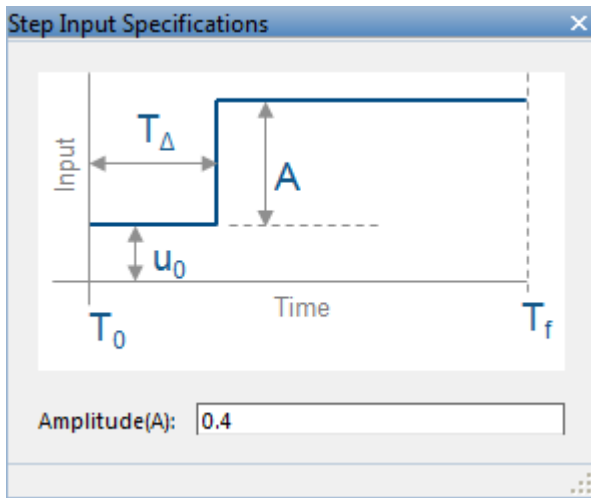 Step Input Specifications
Input
T_Δ
A
u_0
Time
T_0
T_f
Amplitude(A): 0.4